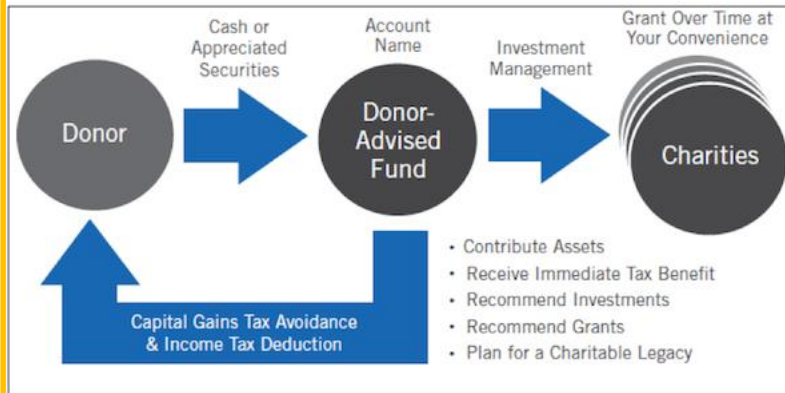 Cash or
Appreciated
Securities
Account
Name
Investment
Management
Grant Over Time at
Your Convenience
Donor
Donor-
Advised
Fund
Charities
Capital Gains Tax Avoidance
& Income Tax Deduction
• Contribute Assets
• Receive Immediate Tax Benefit
• Recommend Investments
• Recommend Grants
• Plan for a Charitable Legacy